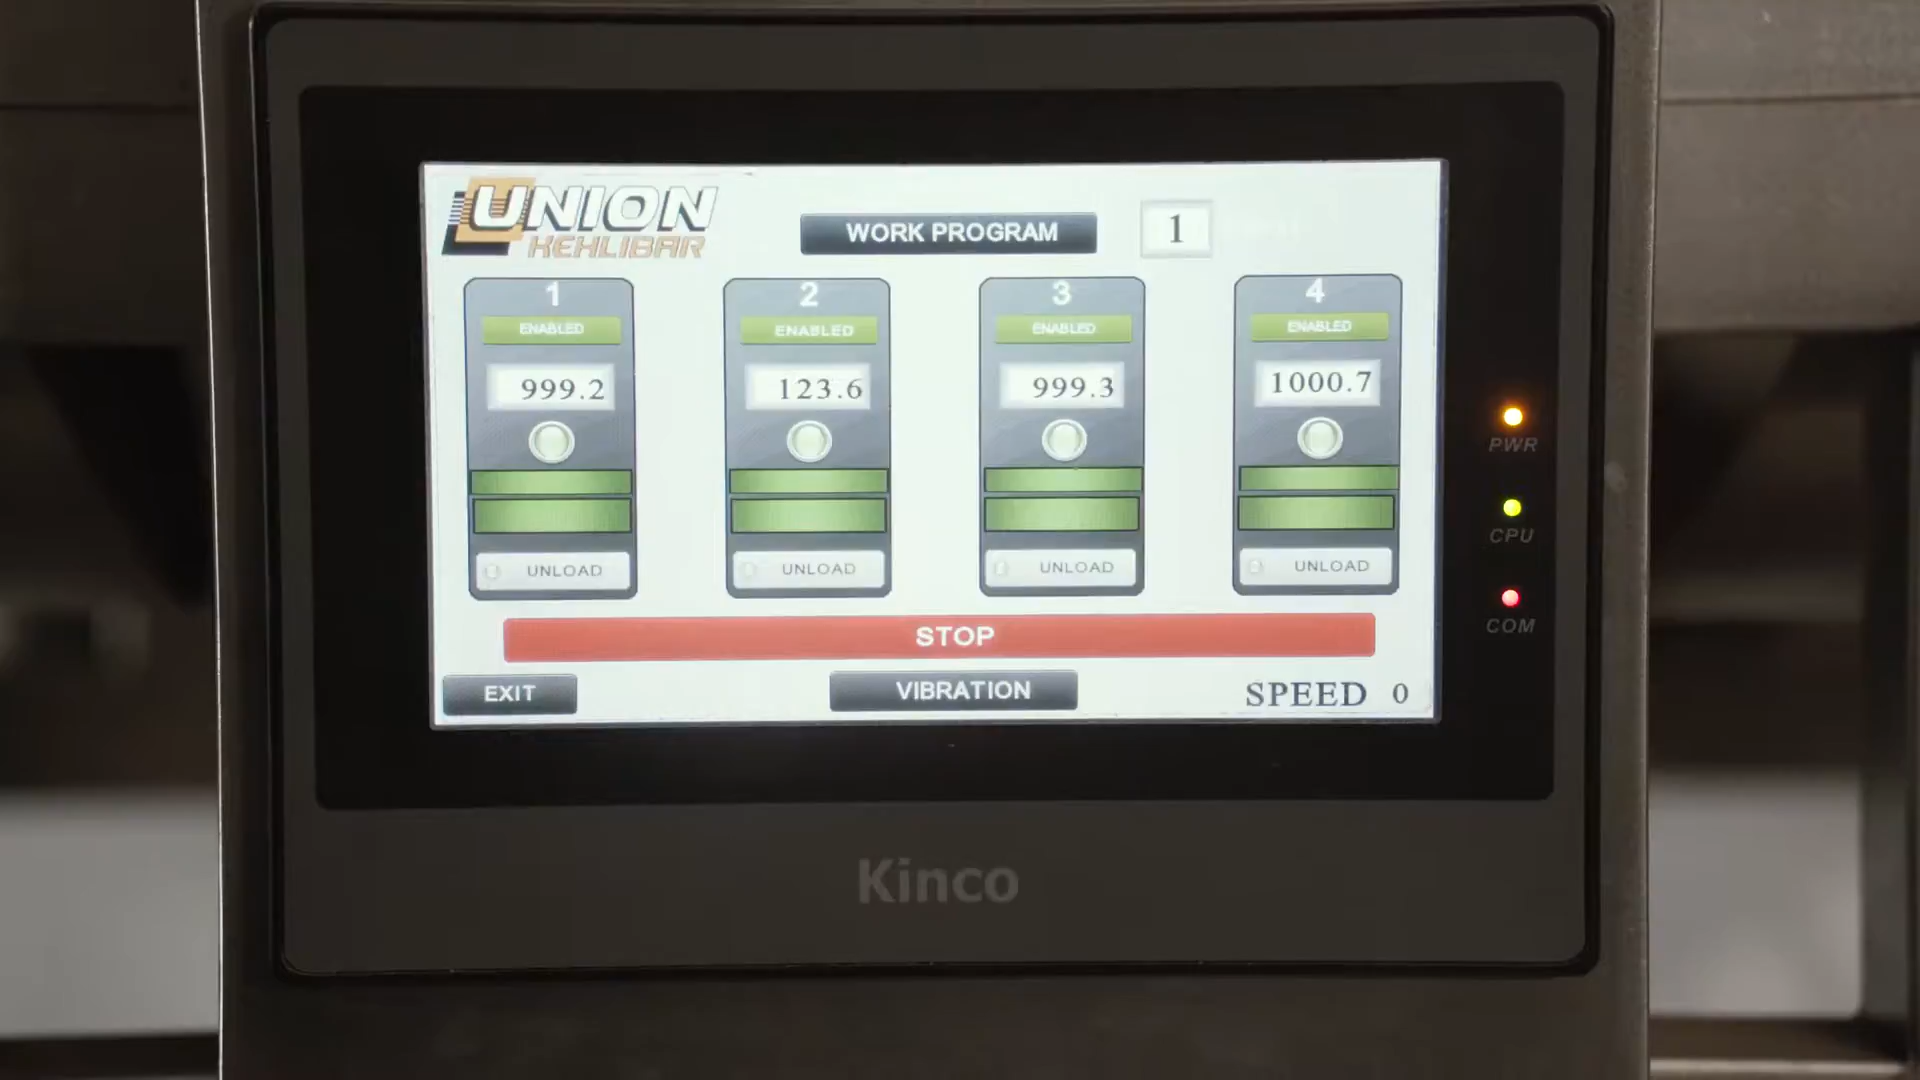 UNION
KEHLIBAR
WORK PROGRAM 1
1 2 3 4
ENABLED ENABLED ENABLED ENABLED
999.2 123.6 999.3 1000.7
PWR
CPU
UNLOAD UNLOAD UNLOAD UNLOAD
COM
STOP
EXIT VIBRATION SPEED 0
Kinco